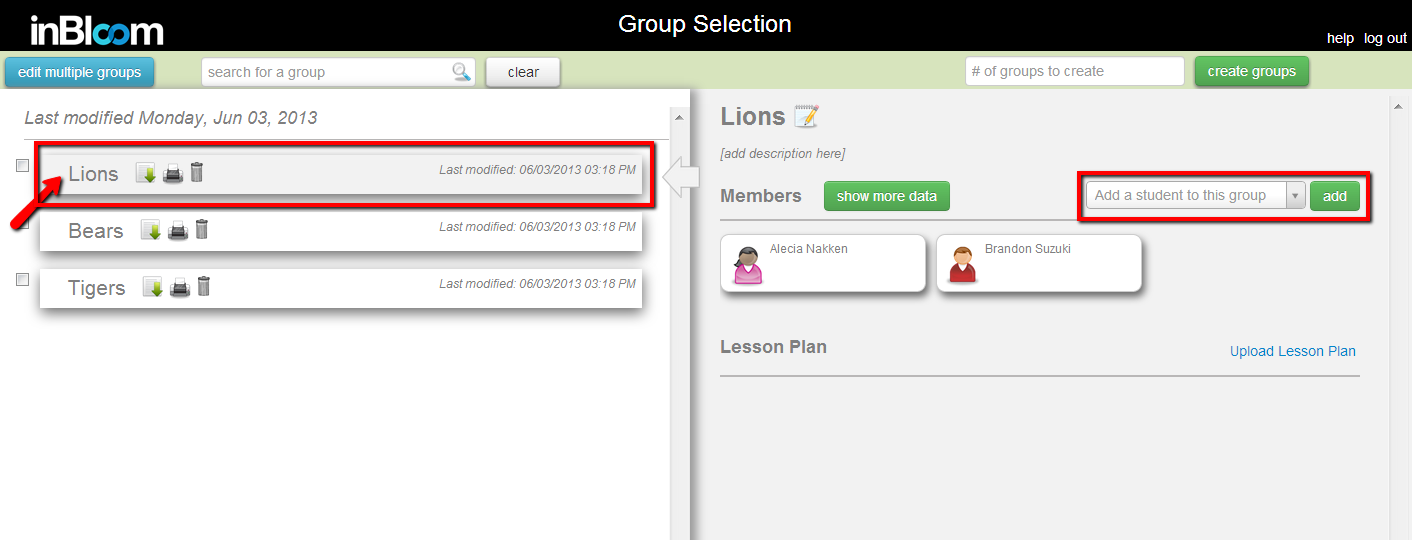 inBloom
Group Selection
help log out
edit multiple groups
search for a group
clear
# of groups to create
create groups
Last modified Monday, Jun 03, 2013
Lions
Last modified: 06/03/2013 03:18 PM
Bears
Last modified: 06/03/2013 03:18 PM
Tigers
Last modified: 06/03/2013 03:18 PM
Lions
[add description here]
Members
show more data
Add a student to this group
add
Alecia Nakken
Brandon Suzuki
Lesson Plan
Upload Lesson Plan